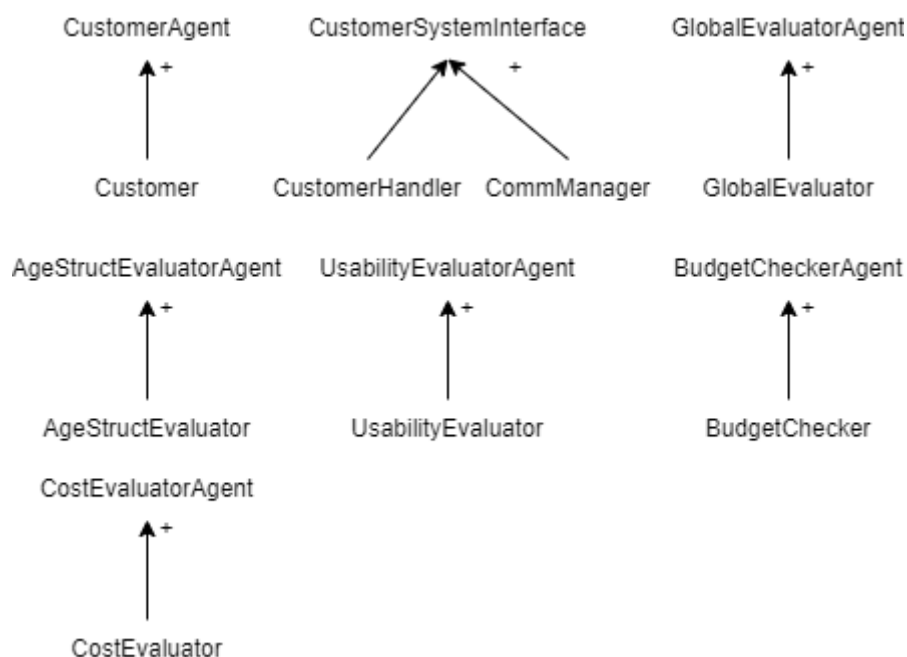 CustomerAgent CustomerSystemInterface GlobalEvaluatorAgent
+ + +
Customer CustomerHandler CommManager GlobalEvaluator
AgeStructEvaluatorAgent UsabilityEvaluatorAgent BudgetCheckerAgent
+ + +
AgeStructEvaluator UsabilityEvaluator BudgetChecker
CostEvaluatorAgent
+
CostEvaluator